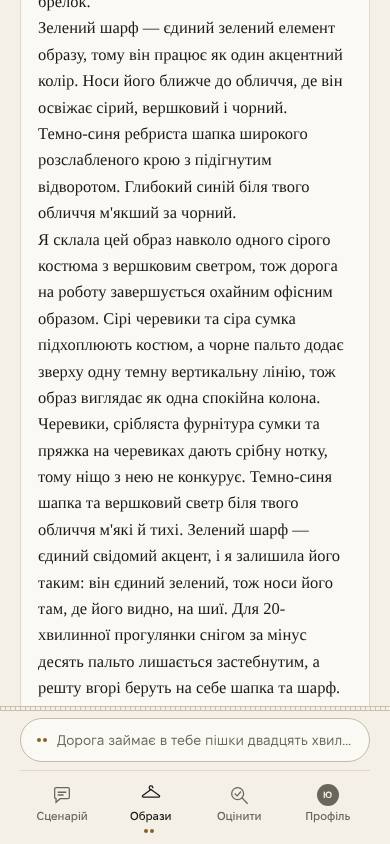 брелок.
Зелений шарф — єдиний зелений елемент
образу, тому він працює як один акцентний
колір. Носи його ближче до обличчя, де він
освіжає сірий, вершковий і чорний.
Темно-синя ребриста шапка широкого
розслабленого крою з підігнутим
відворотом. Глибокий синій біля твого
обличчя м'якший за чорний.
Я склала цей образ навколо одного сірого
костюма з вершковим светром, тож дорога
на роботу завершується охайним офісним
образом. Сірі черевики та сіра сумка
підхоплюють костюм, а чорне пальто додає
зверху одну темну вертикальну лінію, тож
образ виглядає як одна спокійна колона.
Черевики, срібляста фурнітура сумки та
пряжка на черевиках дають срібну нотку,
тому ніщо з нею не конкурує. Темно-синя
шапка та вершковий светр біля твого
обличчя м'які й тихі. Зелений шарф —
єдиний свідомий акцент, і я залишила його
таким: він єдиний зелений, тож носи його
там, де його видно, на шиї. Для 20-
хвилинної прогулянки снігом за мінус
десять пальто лишається застебнутим, а
решту вгорі беруть на себе шапка та шарф.
Дорога займає в тебе пішки двадцять хвил...
Сценарій
Образи
Оцінити
Ю
Профіль